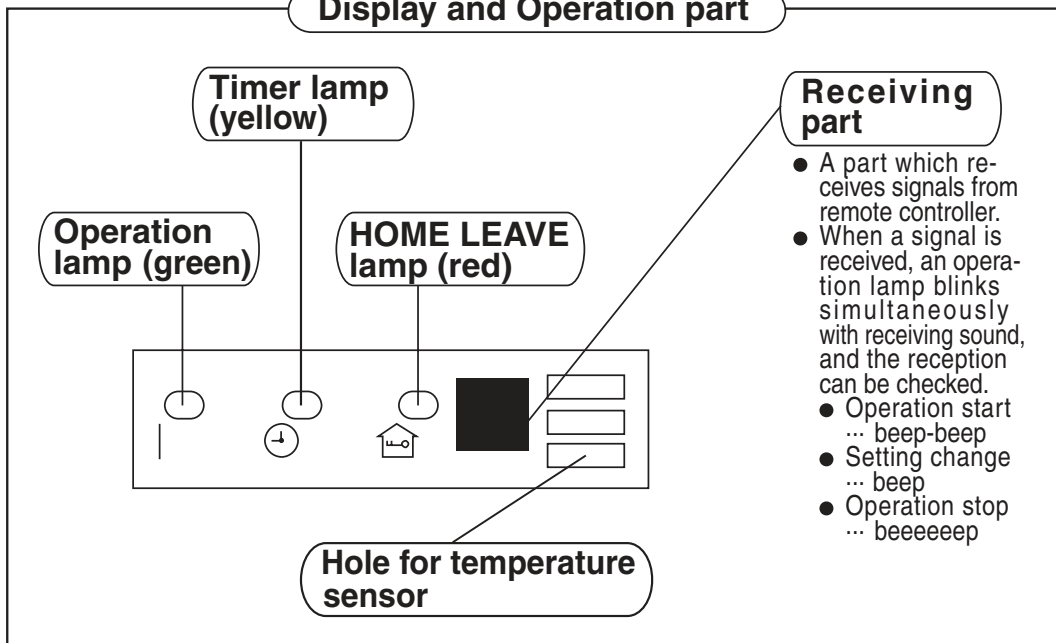 Display and Operation part
Timer lamp
(yellow)
Operation
lamp (green)
HOME LEAVE
lamp (red)
Receiving
part
● A part which re-
ceives signals from
remote controller.
● When a signal is
received, an opera-
tion lamp blinks
simultaneously
with receiving sound,
and the reception
can be checked.
● Operation start
··· beep-beep
● Setting change
··· beep
● Operation stop
··· beeeeeep
Hole for temperature
sensor